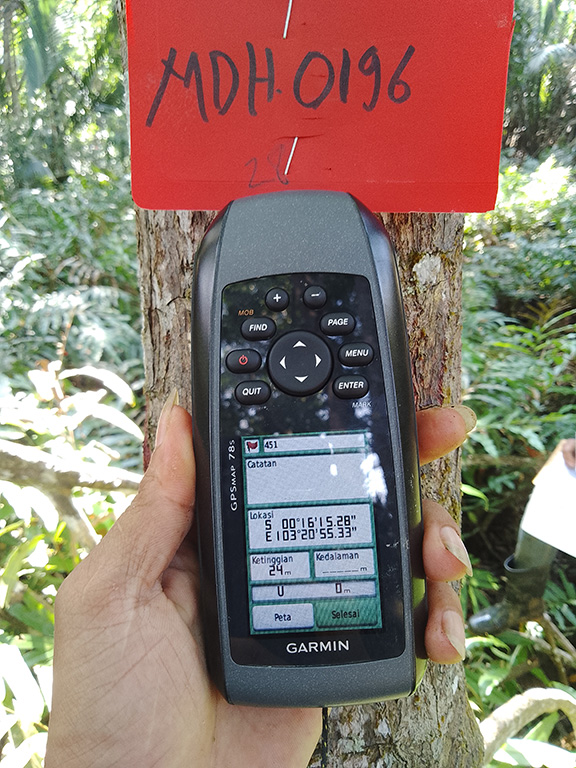 MDH.0196
28
+
−
MOB
FIND
PAGE
MENU
QUIT
ENTER
MARK
GPSMAP 78s
451
Catatan
Lokasi
S 00°16'15.28"
E 103°20'55.33"
Ketinggian
Kedalaman
24m
_____m
U
0m
Peta
Selesai
GARMIN